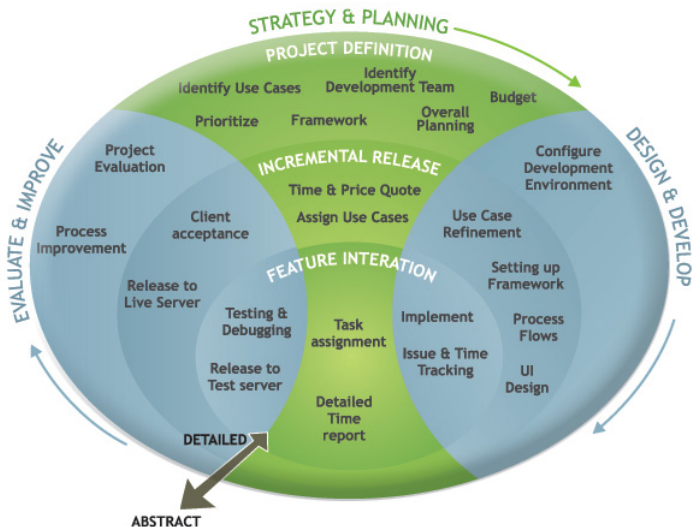 STRATEGY & PLANNING
PROJECT DEFINITION
Identify Use Cases
Identify
Development Team
Budget
Prioritize
Framework
Overall
Planning
EVALUATE & IMPROVE
DESIGN & DEVELOP
Project
Evaluation
INCREMENTAL RELEASE
Configure
Development
Environment
Time & Price Quote
Assign Use Cases
Process
Improvement
Client
acceptance
Use Case
Refinement
FEATURE INTERATION
Release to
Live Server
Setting up
Framework
Testing &
Debugging
Task
assignment
Implement
Process
Flows
Release to
Test server
Issue & Time
Tracking
UI
Design
Detailed
Time
report
DETAILED
ABSTRACT